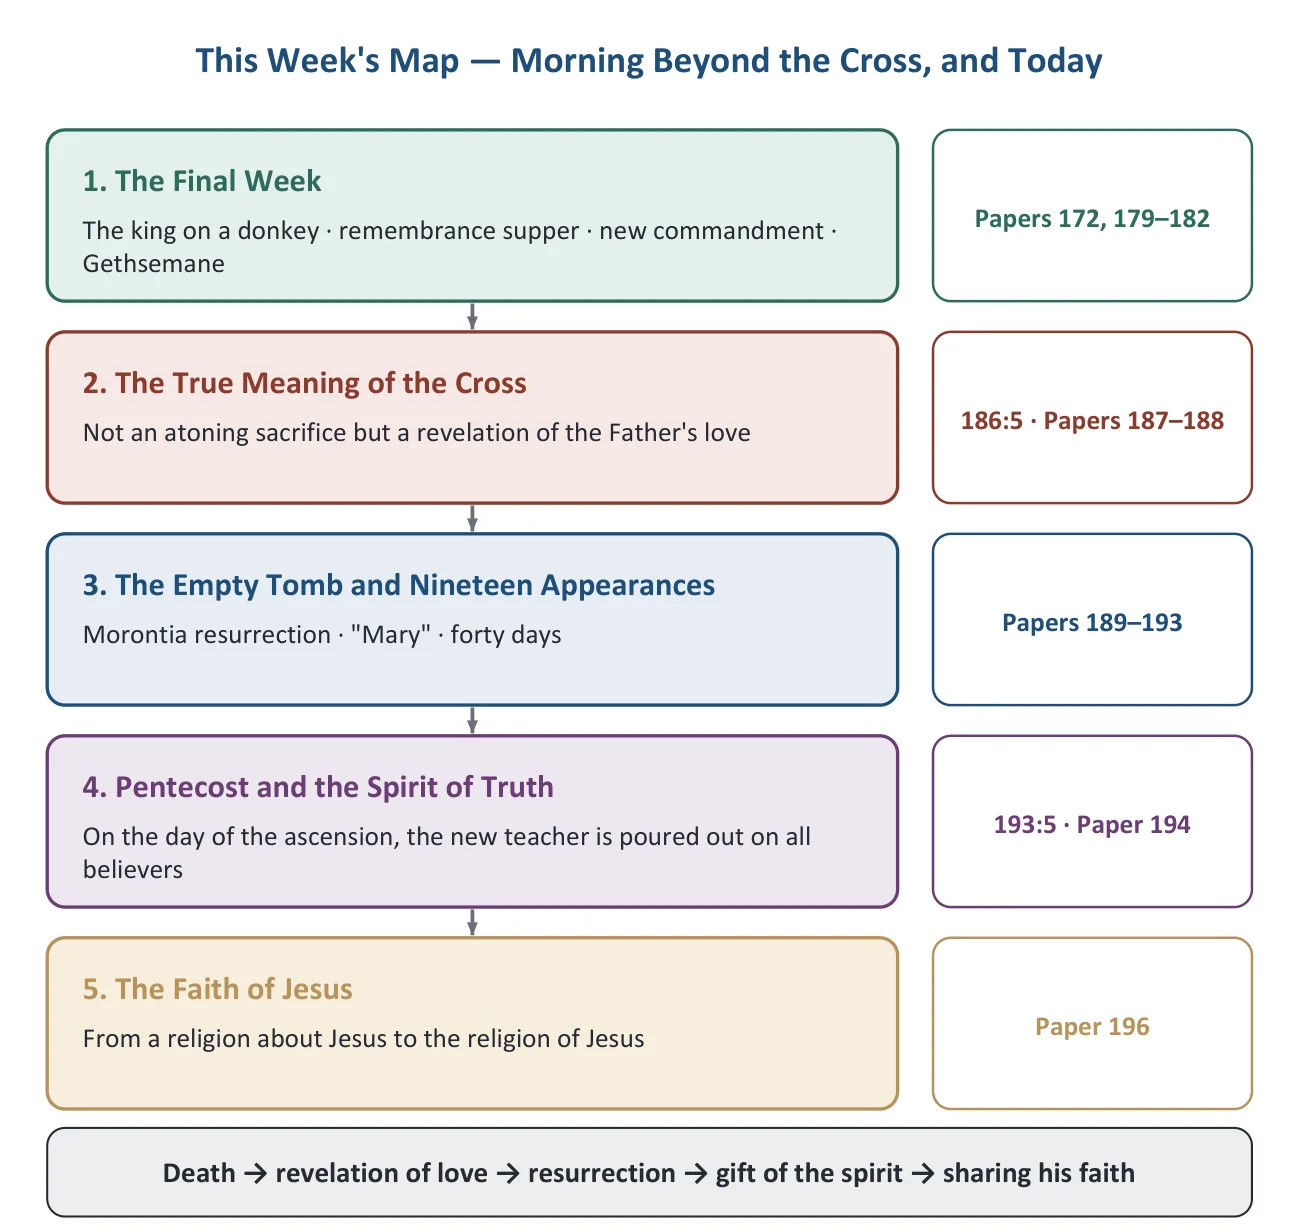 This Week's Map — Morning Beyond the Cross, and Today
1. The Final Week
The king on a donkey · remembrance supper · new commandment ·
Gethsemane
Papers 172, 179–182
2. The True Meaning of the Cross
Not an atoning sacrifice but a revelation of the Father's love
186:5 · Papers 187–188
3. The Empty Tomb and Nineteen Appearances
Morontia resurrection · "Mary" · forty days
Papers 189–193
4. Pentecost and the Spirit of Truth
On the day of the ascension, the new teacher is poured out on all
believers
193:5 · Paper 194
5. The Faith of Jesus
From a religion about Jesus to the religion of Jesus
Paper 196
Death → revelation of love → resurrection → gift of the spirit → sharing his faith